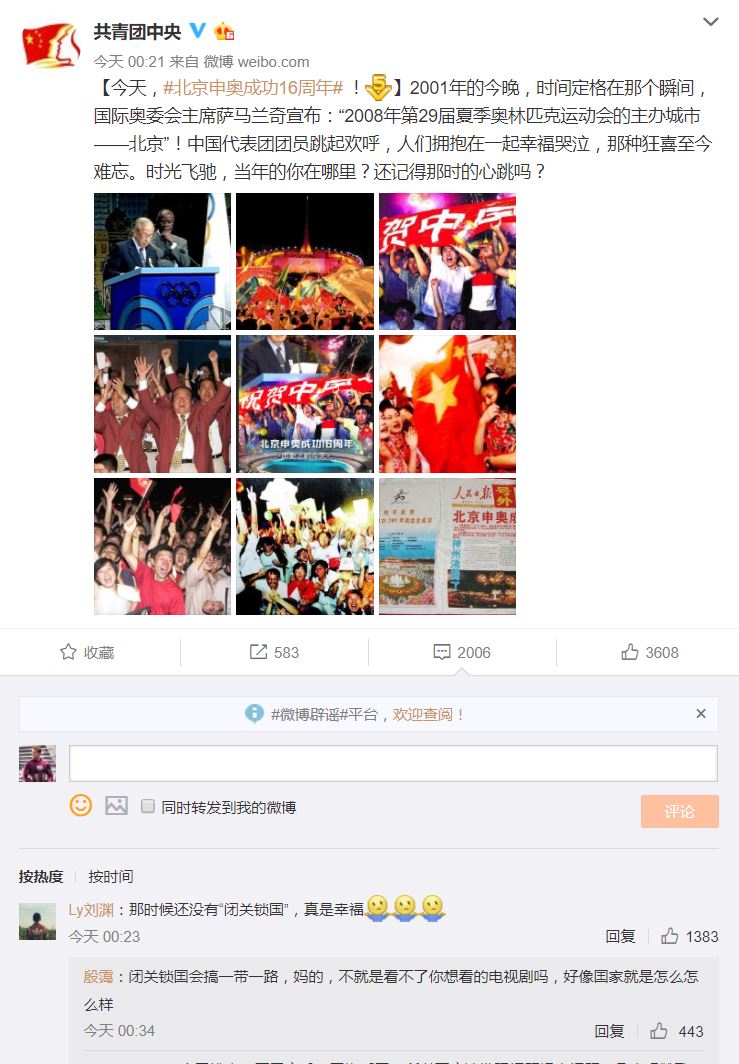 共青团中央
今天 00:21 来自 微博 weibo.com
【今天，#北京申奥成功16周年# ！】2001年的今晚，时间定格在那个瞬间，
国际奥委会主席萨马兰奇宣布：“2008年第29届夏季奥林匹克运动会的主办城市
——北京”！中国代表团团员跳起欢呼，人们拥抱在一起幸福哭泣，那种狂喜至今
难忘。时光飞驰，当年的你在哪里？还记得那时的心跳吗？
贺中
祝贺中
北京申奥成功16周年
人民日报
号外
北京申奥成
收藏
583
2006
3608
#微博辟谣#平台，欢迎查阅！
同时转发到我的微博
评论
按热度 按时间
Ly刘渊：那时候还没有“闭关锁国”，真是幸福
今天 00:23
回复 1383
殷霭：闭关锁国会搞一带一路，妈的，不就是看不了你想看的电视剧吗，好像国家就是怎么怎
么样
今天 00:34
回复 443